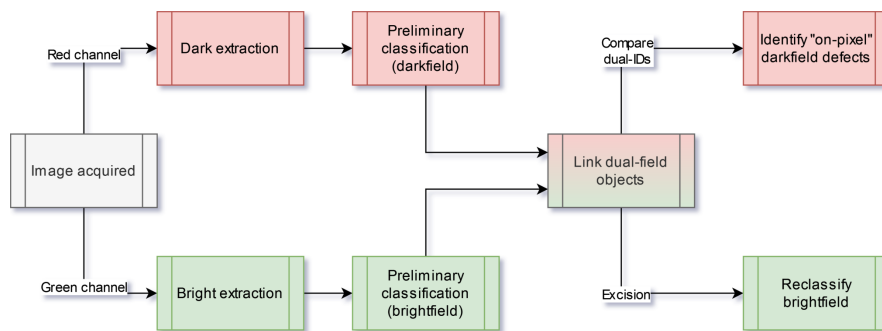 Red channel
Dark extraction
Preliminary
classification
(darkfield)
Compare
dual-IDs
Identify "on-pixel"
darkfield defects
Image acquired
Link dual-field
objects
Green channel
Bright extraction
Preliminary
classification
(brightfield)
Excision
Reclassify
brightfield